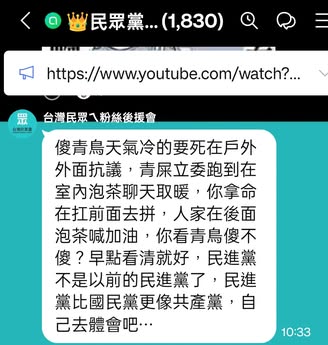 民眾黨...(1,830)
https://www.youtube.com/watch?...
台灣民眾ㄟ粉絲後援會
眾
傻青鳥天氣冷的要死在戶外
外面抗議，青屎立委跑到在
室內泡茶聊天取暖，你拿命
在扛前面去拼，人家在後面
泡茶喊加油，你看青鳥傻不
傻？早點看清就好，民進黨
不是以前的民進黨了，民進
黨比國民黨更像共產黨，自
己去體會吧⋯
10:33